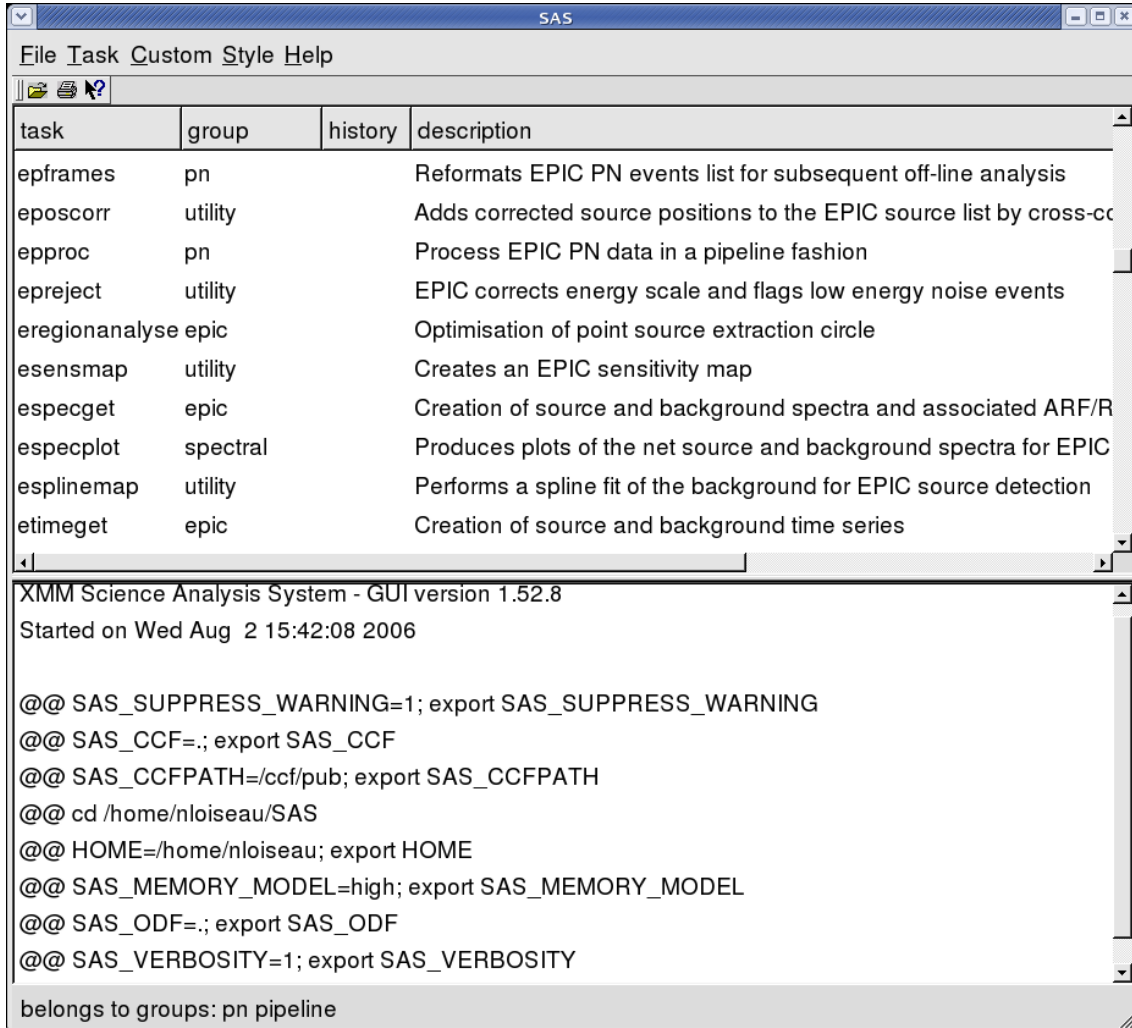 SAS
File Task Custom Style Help
task group history description
epframes pn Reformats EPIC PN events list for subsequent off-line analysis
eposcorr utility Adds corrected source positions to the EPIC source list by cross-co
epproc pn Process EPIC PN data in a pipeline fashion
epreject utility EPIC corrects energy scale and flags low energy noise events
eregionanalyse epic Optimisation of point source extraction circle
esensmap utility Creates an EPIC sensitivity map
especget epic Creation of source and background spectra and associated ARF/R
especplot spectral Produces plots of the net source and background spectra for EPIC
esplinemap utility Performs a spline fit of the background for EPIC source detection
etimeget epic Creation of source and background time series
XMM Science Analysis System - GUI version 1.52.8
Started on Wed Aug  2 15:42:08 2006
@@ SAS_SUPPRESS_WARNING=1; export SAS_SUPPRESS_WARNING
@@ SAS_CCF=.; export SAS_CCF
@@ SAS_CCFPATH=/ccf/pub; export SAS_CCFPATH
@@ cd /home/nloiseau/SAS
@@ HOME=/home/nloiseau; export HOME
@@ SAS_MEMORY_MODEL=high; export SAS_MEMORY_MODEL
@@ SAS_ODF=.; export SAS_ODF
@@ SAS_VERBOSITY=1; export SAS_VERBOSITY
belongs to groups: pn pipeline